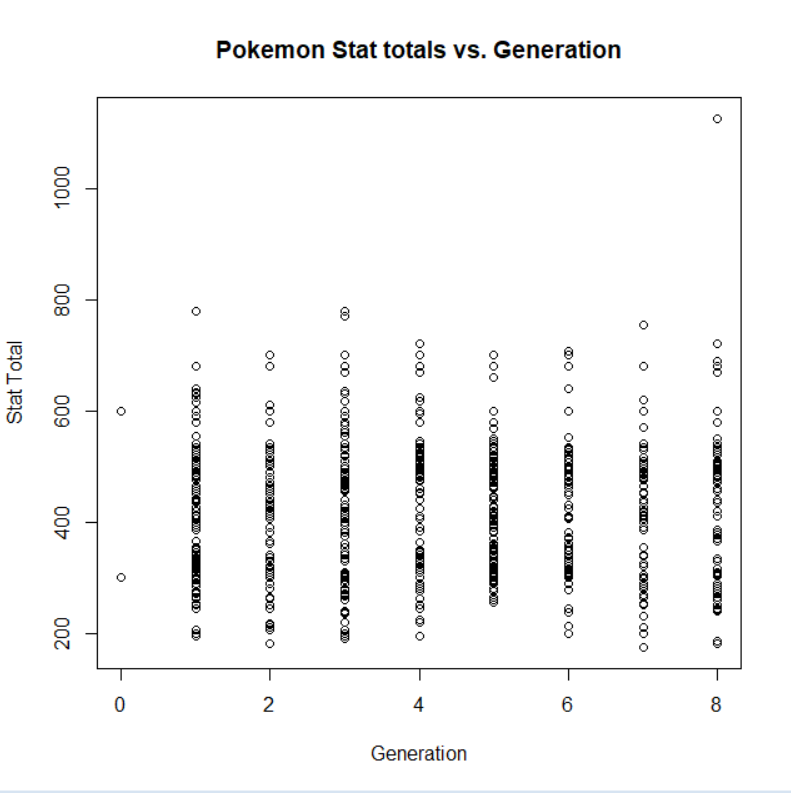 Pokemon Stat totals vs. Generation
1000
800
600
400
200
Stat Total
0 2 4 6 8
Generation